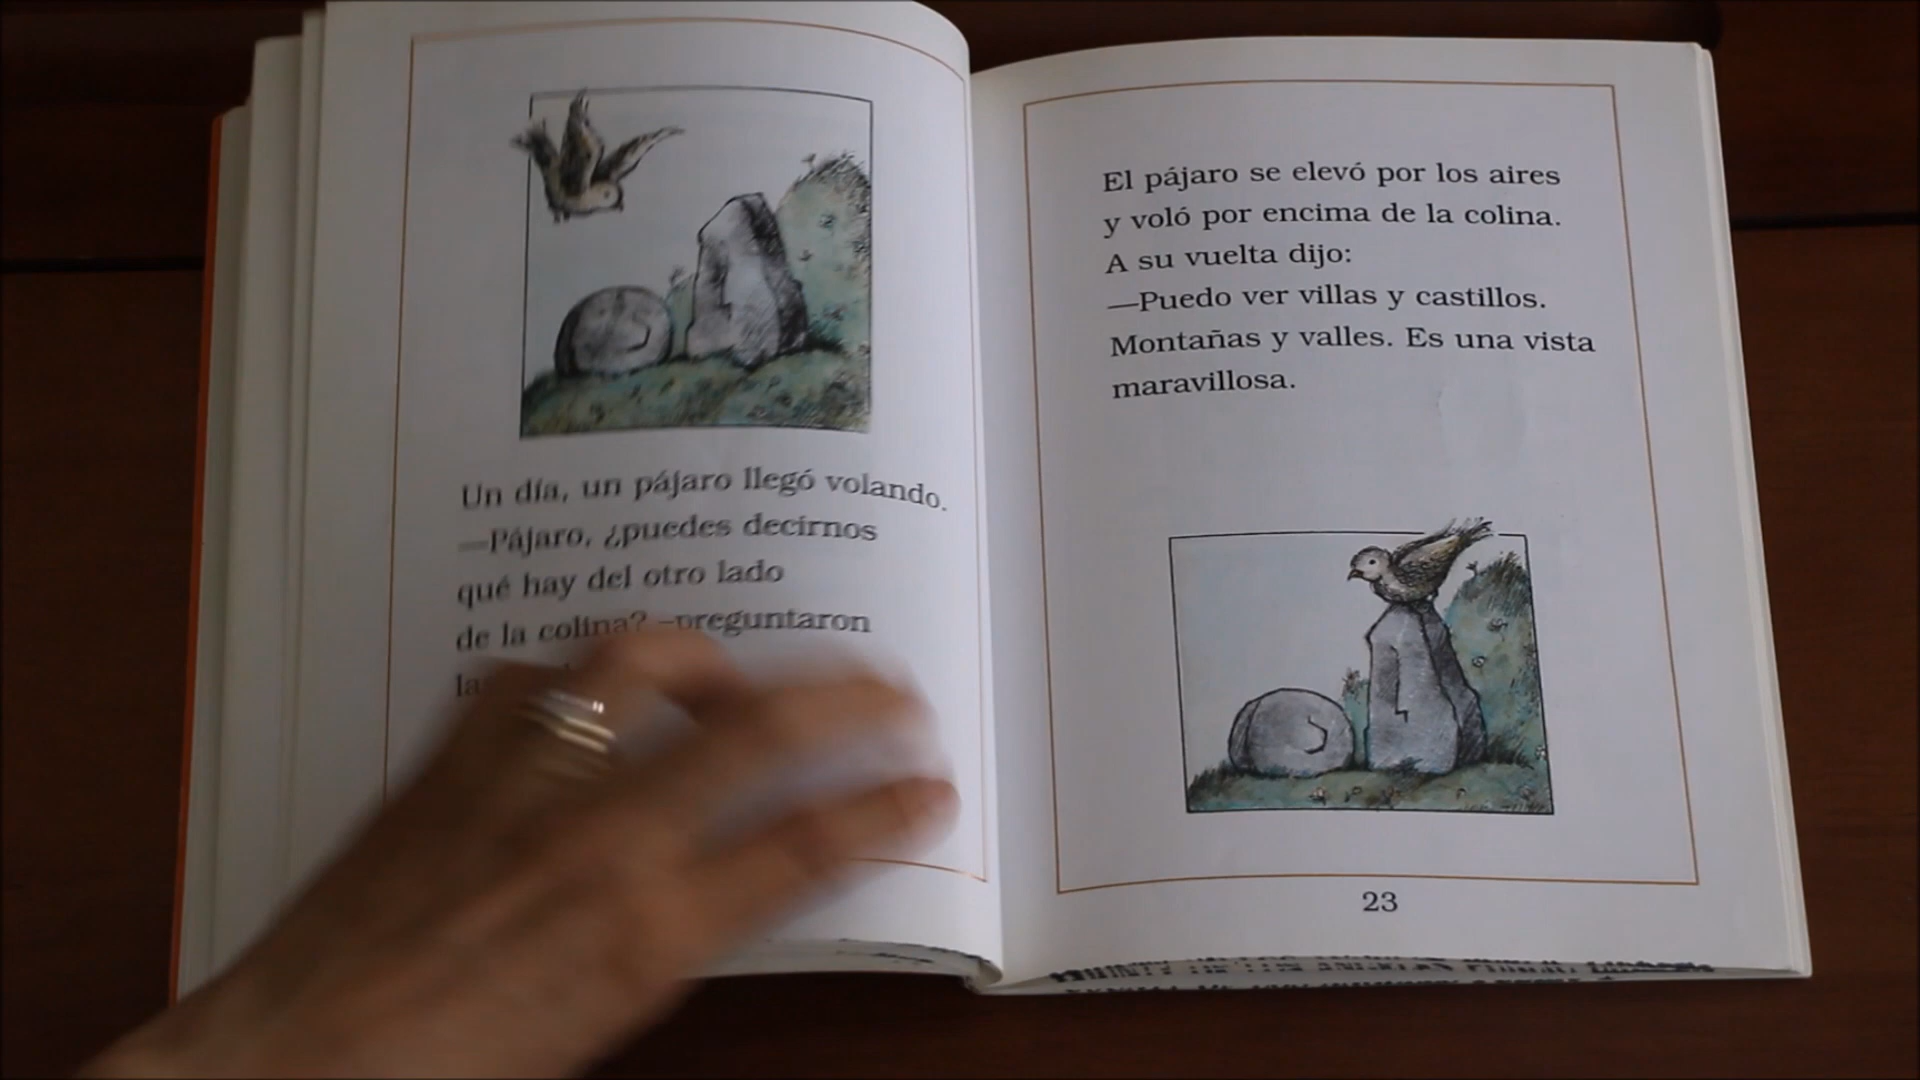 Un día, un pájaro llegó volando.
—Pájaro, ¿puedes decirnos
qué hay del otro lado
de la colina? –preguntaron
El pájaro se elevó por los aires
y voló por encima de la colina.
A su vuelta dijo:
—Puedo ver villas y castillos.
Montañas y valles. Es una vista
maravillosa.
23